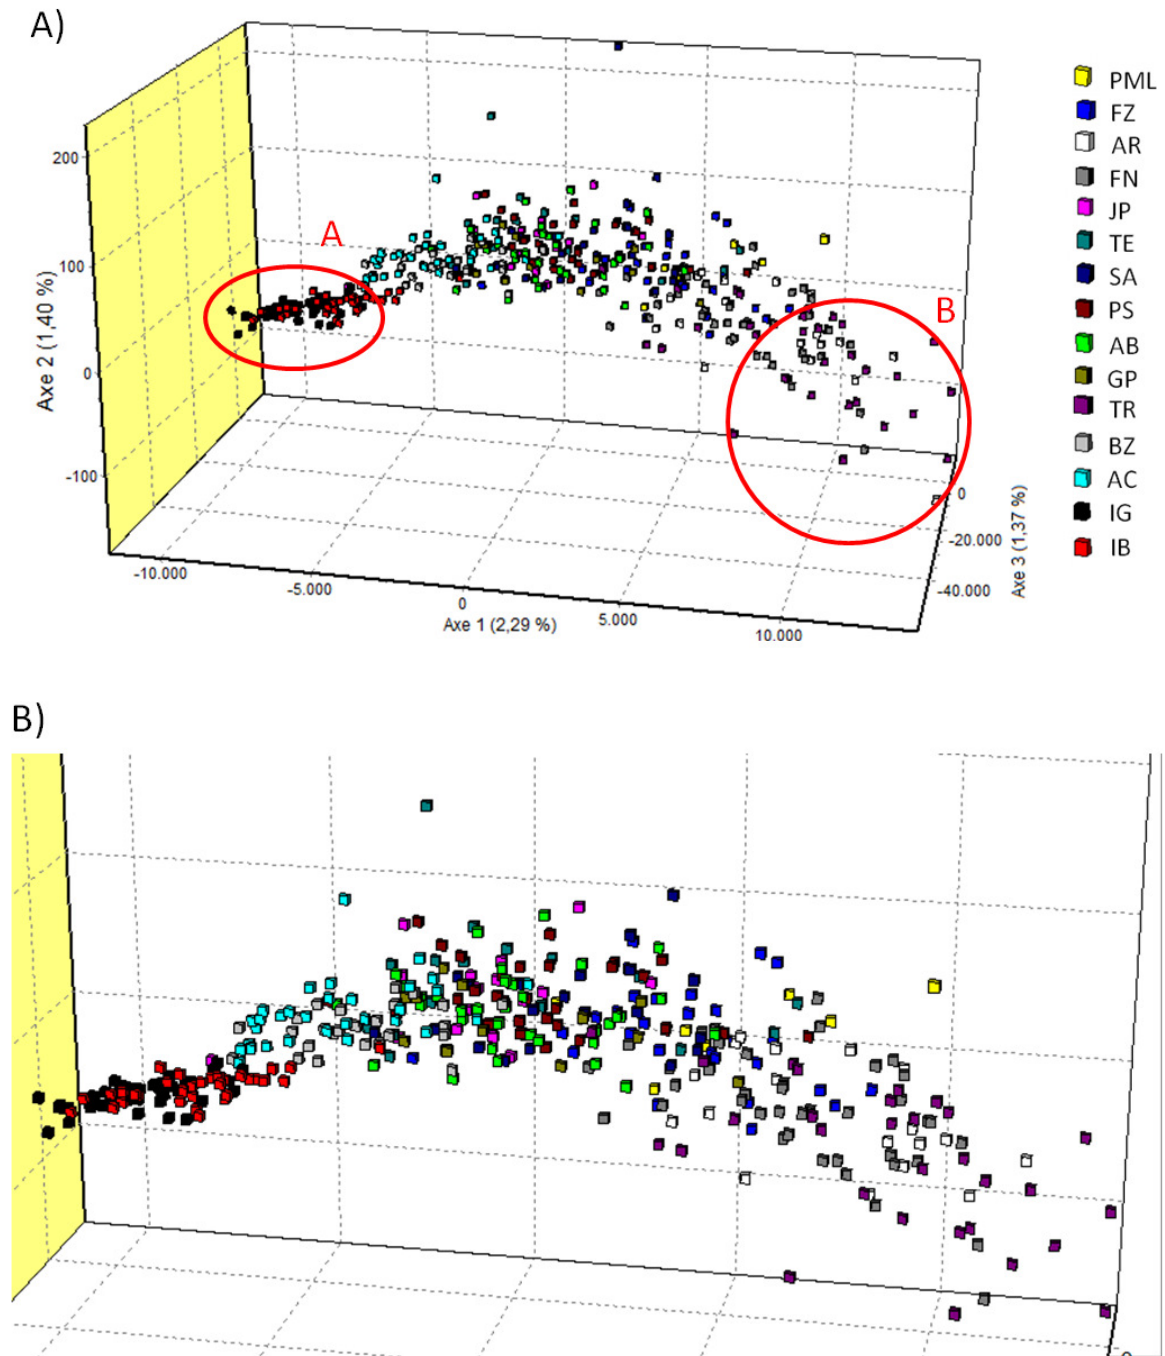 A)
200
100
0
-100
Axe 2 (1,40 %)
A
B
-10.000
-5.000
0
5.000
10.000
Axe 1 (2,29 %)
0
-20.000
-40.000
Axe 3 (1,37 %)
PML
FZ
AR
FN
JP
TE
SA
PS
AB
GP
TR
BZ
AC
IG
IB
B)